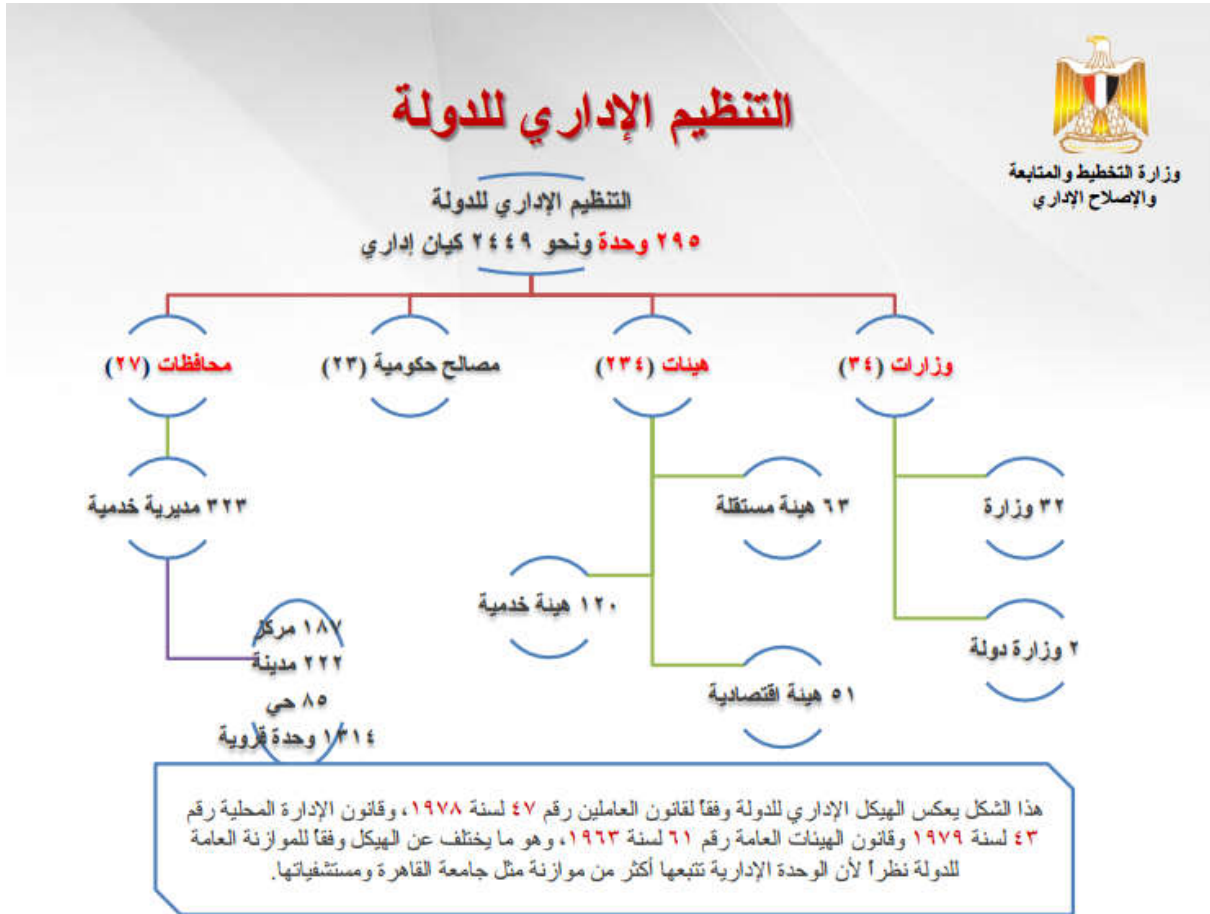 وزارة التخطيط والمتابعة
والإصلاح الإداري
التنظيم الإداري للدولة
التنظيم الإداري للدولة
٢٩٥ وحدة ونحو ٢٤٤٩ كيان إداري
وزارات (٣٤)
هيئات (٢٣٤)
مصالح حكومية (٢٣)
محافظات (٢٧)
٣٢ وزارة
٦٣ هيئة مستقلة
٣٢٣ مديرية خدمية
١٢٠ هيئة خدمية
٢ وزارة دولة
٥١ هيئة اقتصادية
١٨٧ مركز
٢٢٢ مدينة
٨٥ حي
١٣١٤ وحدة قروية
هذا الشكل يعكس الهيكل الإداري للدولة وفقاً لقانون العاملين رقم ٤٧ لسنة ١٩٧٨، وقانون الإدارة المحلية رقم
٤٣ لسنة ١٩٧٩ وقانون الهيئات العامة رقم ٦١ لسنة ١٩٦٣، وهو ما يختلف عن الهيكل وفقاً للموازنة العامة
للدولة نظراً لأن الوحدة الإدارية تتبعها أكثر من موازنة مثل جامعة القاهرة ومستشفياتها.